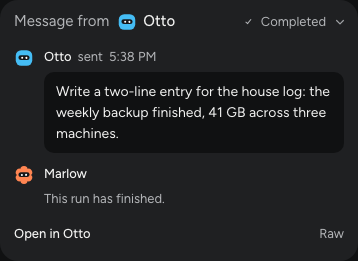 Message from Otto
Completed
Otto sent 5:38 PM
Write a two-line entry for the house log: the
weekly backup finished, 41 GB across three
machines.
Marlow
This run has finished.
Open in Otto
Raw